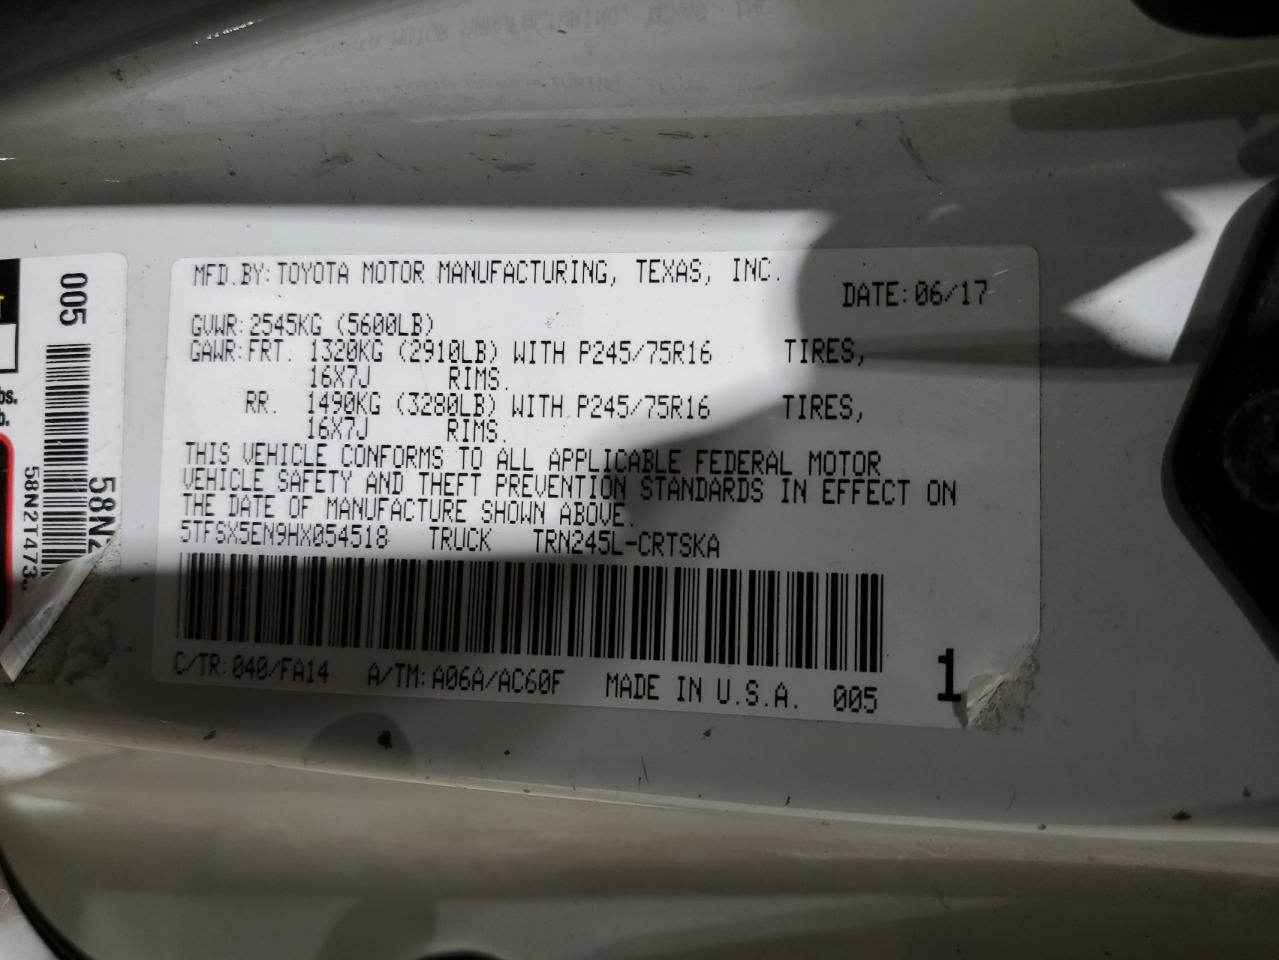 MFD.BY:TOYOTA MOTOR MANUFACTURING, TEXAS, INC.
DATE:06/17
GVWR:2545KG (5600LB)
GAWR:FRT. 1320KG (2910LB) WITH P245/75R16 TIRES,
16X7J RIMS.
RR. 1490KG (3280LB) WITH P245/75R16 TIRES,
16X7J RIMS.
THIS VEHICLE CONFORMS TO ALL APPLICABLE FEDERAL MOTOR
VEHICLE SAFETY AND THEFT PREVENTION STANDARDS IN EFFECT ON
THE DATE OF MANUFACTURE SHOWN ABOVE.
5TFSX5EN9HX054518 TRUCK TRN245L-CRTSKA
C/TR:040/FA14 A/TM:A06A/AC60F MADE IN U.S.A. 005
1
005